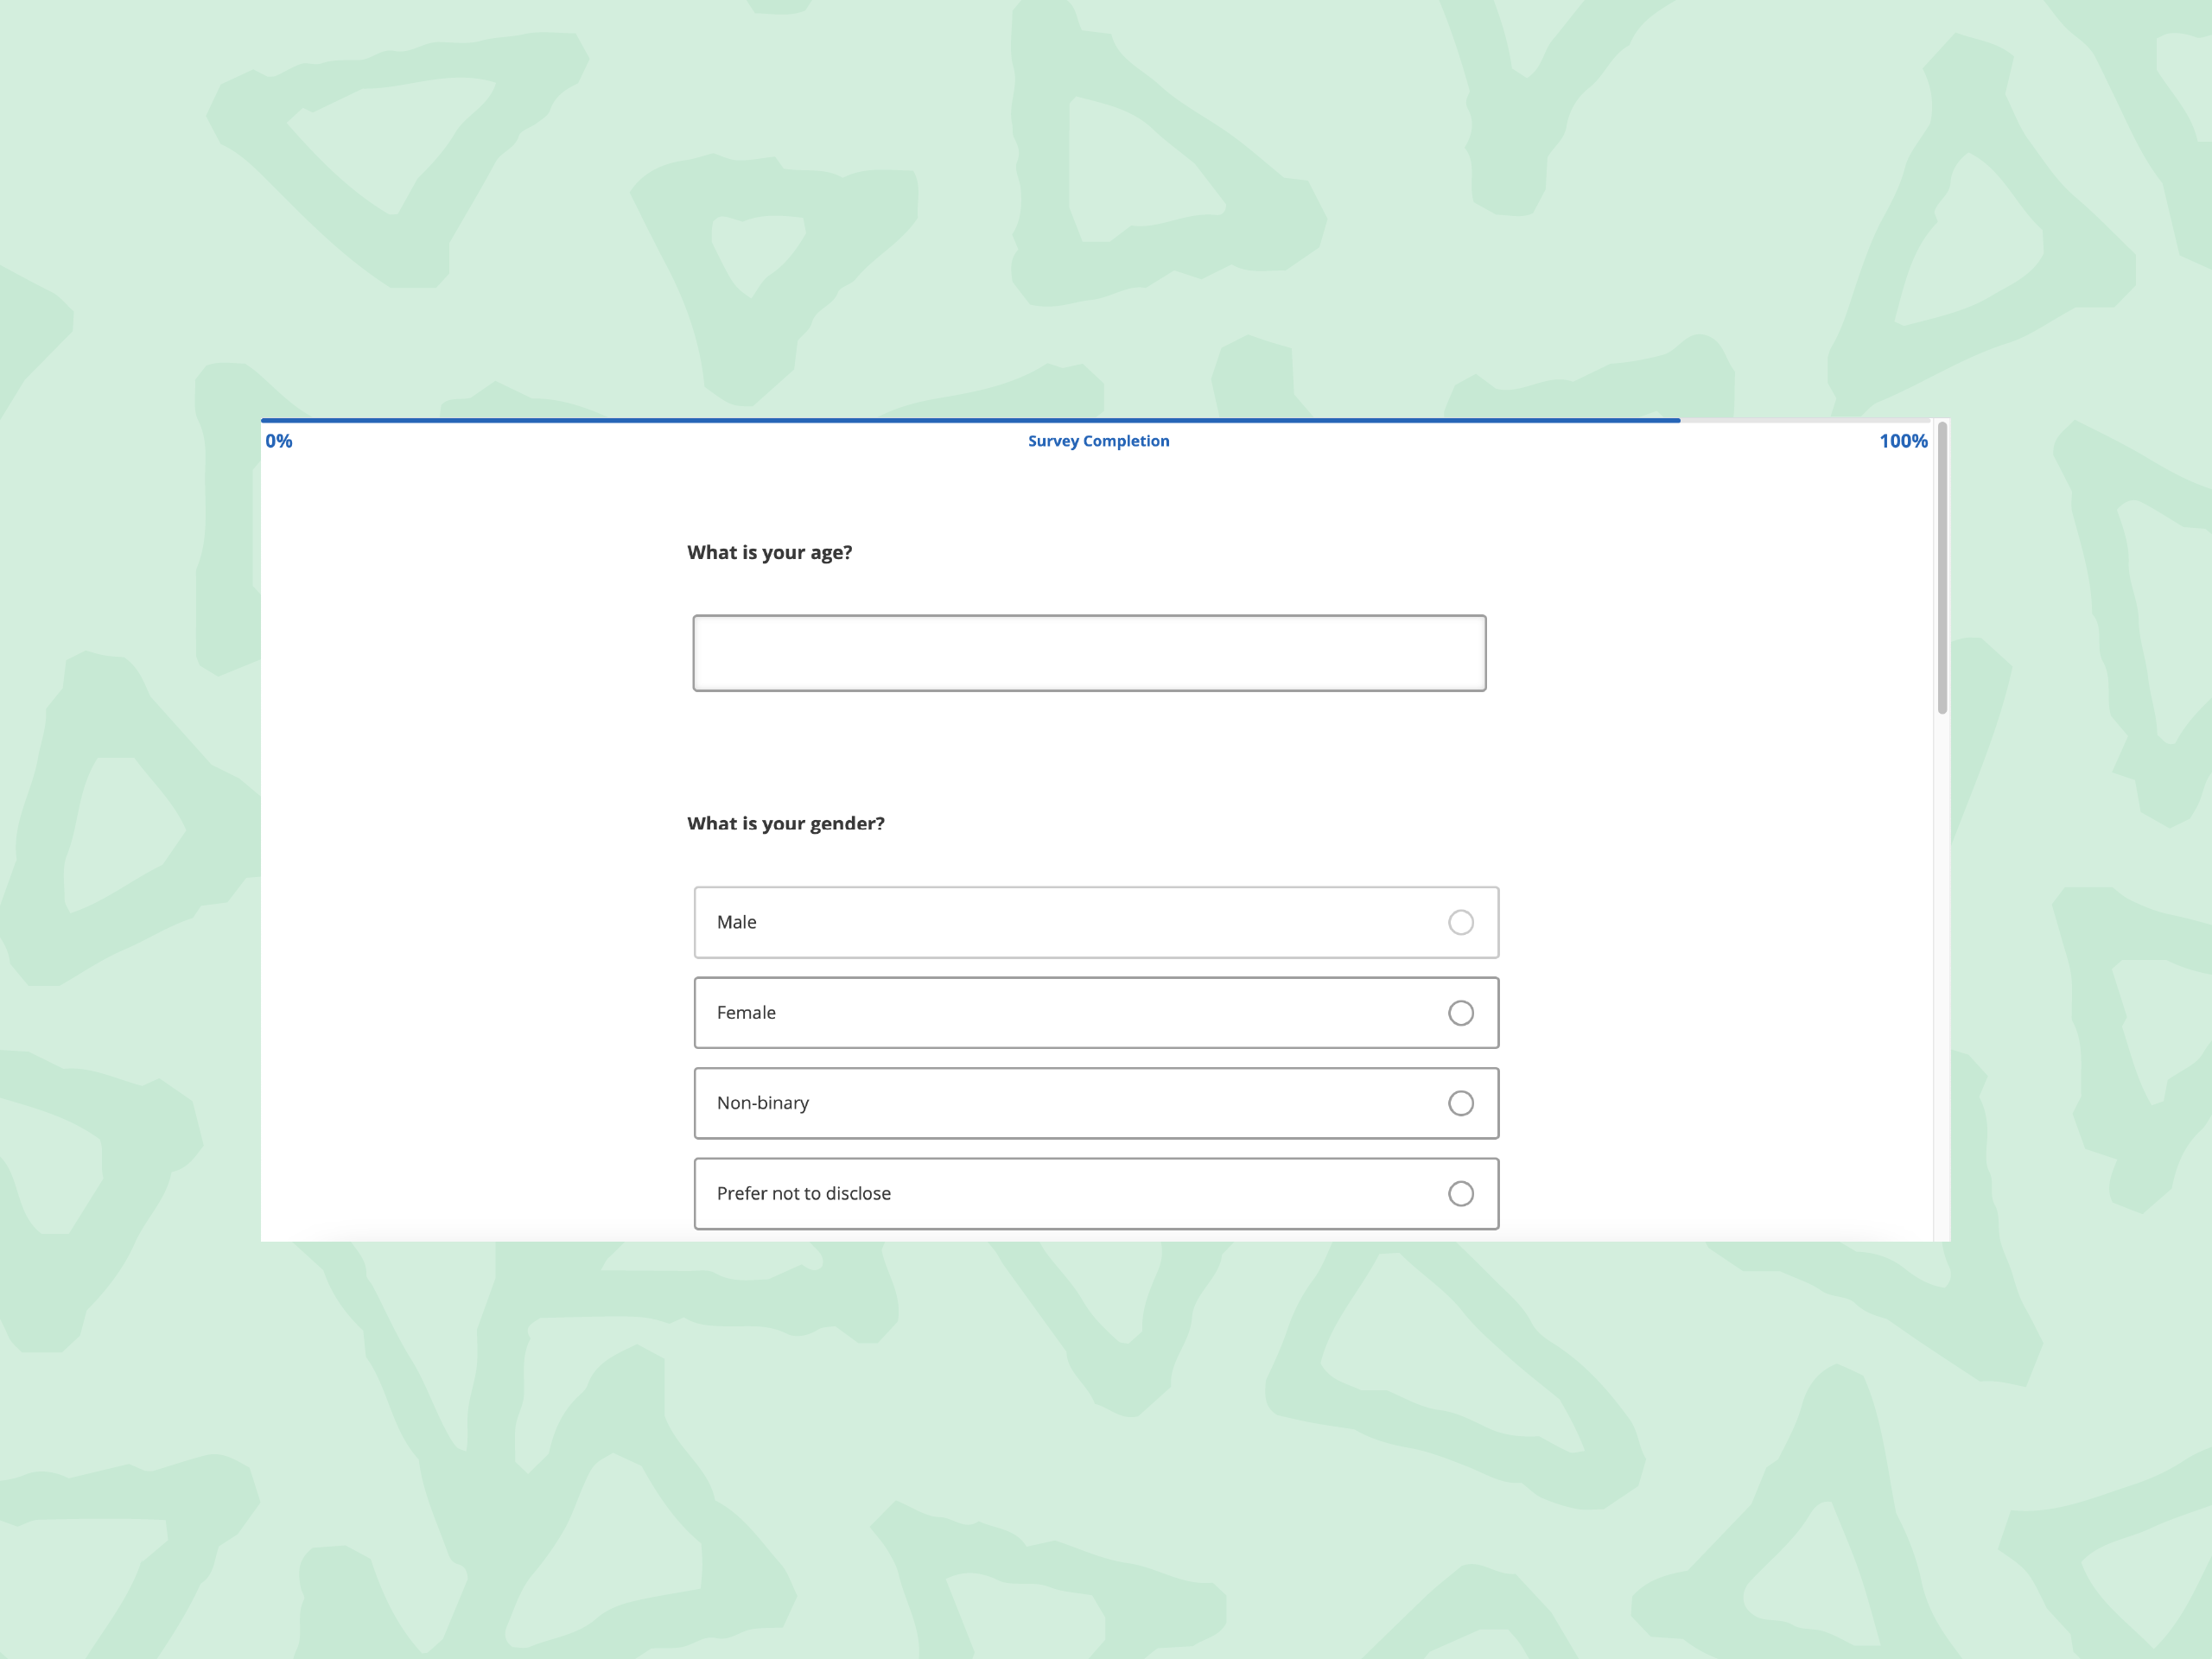 0% Survey Completion 100%
What is your age?
What is your gender?
Male
Female
Non-binary
Prefer not to disclose